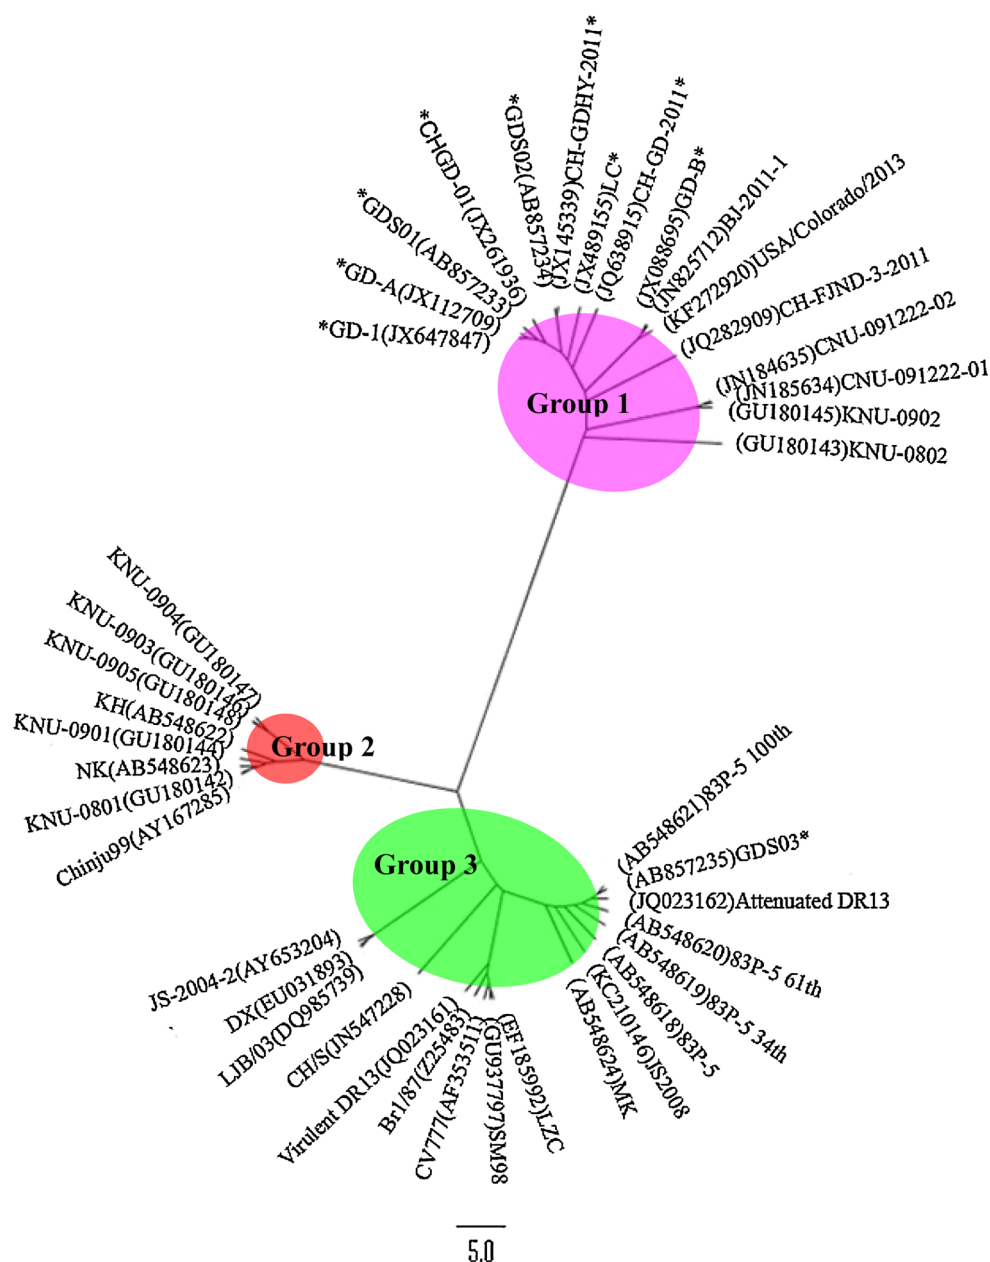 *GD-1(JX647847)
*GD-A(JX112709)
*GDS01(AB857233)
*CHGD-01(JX261936)
*GDS02(AB857234)
(JX145339)CH-GDHY-2011*
(JX489155)LC*
(JQ638915)CH-GD-2011*
(JX088695)GD-B*
(JN825712)BJ-2011-1
(KF272920)USA/Colorado/2013
(JQ282909)CH-FJND-3-2011
(JN184635)CNU-091222-02
(JN185634)CNU-091222-01
(GU180145)KNU-0902
(GU180143)KNU-0802
Group 1
KNU-0904(GU180147)
KNU-0903(GU180146)
KNU-0905(GU180148)
KH(AB548622)
KNU-0901(GU180144)
NK(AB548623)
KNU-0801(GU180142)
Chinju99(AY167285)
Group 2
Group 3
(AB548621)83P-5 100th
(AB857235)GDS03*
(JQ023162)Attenuated DR13
(AB548620)83P-5 61th
(AB548619)83P-5 34th
(AB548618)83P-5
(KC210146)JS2008
(AB548624)MK
(EF185992)LZC
(GU937797)SM98
CV777(AF353511)
Br1/87(Z25483)
Virulent DR13(JQ023161)
CH/S(JN547228)
LJB/03(DQ985739)
DX(EU031893)
JS-2004-2(AY653204)
5.0